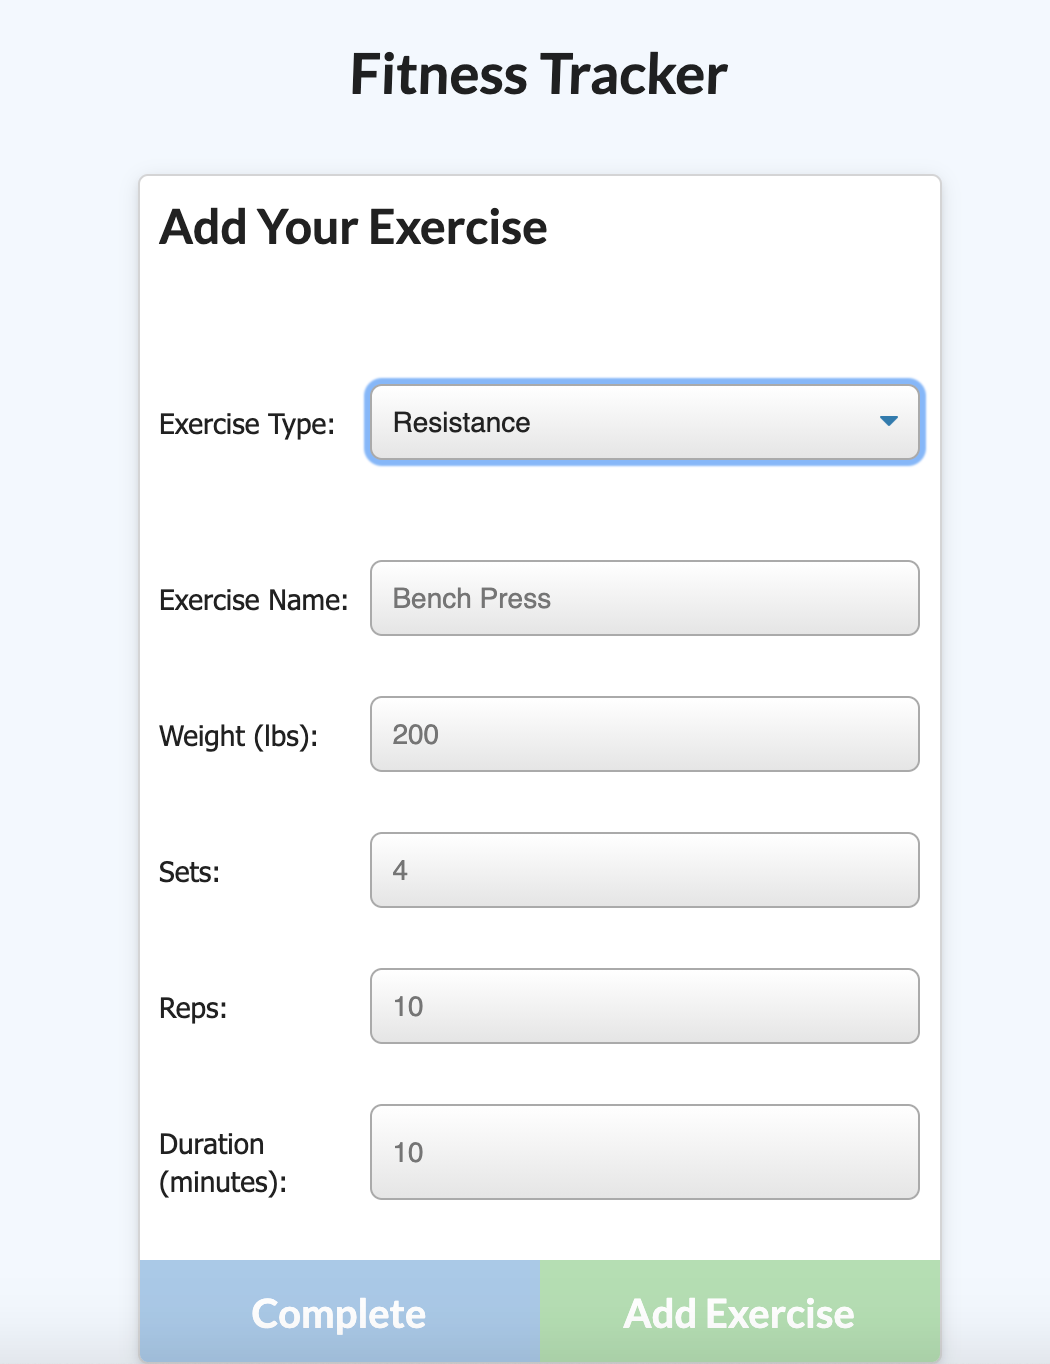 Fitness Tracker
Add Your Exercise
Exercise Type: Resistance
Exercise Name: Bench Press
Weight (lbs): 200
Sets: 4
Reps: 10
Duration
(minutes): 10
Complete Add Exercise